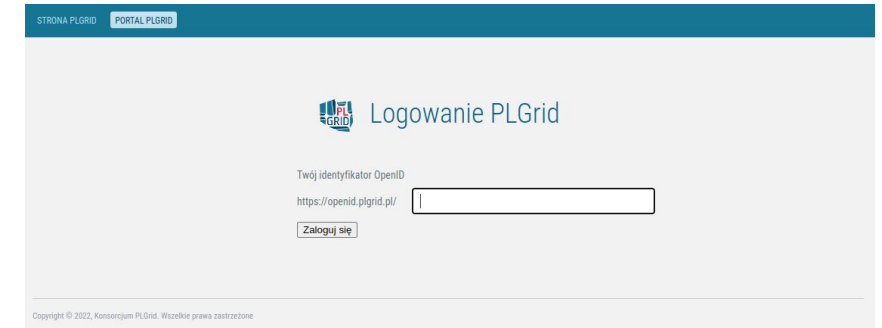 STRONA PLGRID PORTAL PLGRID
PL
GRID
Logowanie PLGrid
Twój identyfikator OpenID
https://openid.plgrid.pl/
Zaloguj się
Copyright © 2022, Konsorcjum PLGrid. Wszelkie prawa zastrzeżone